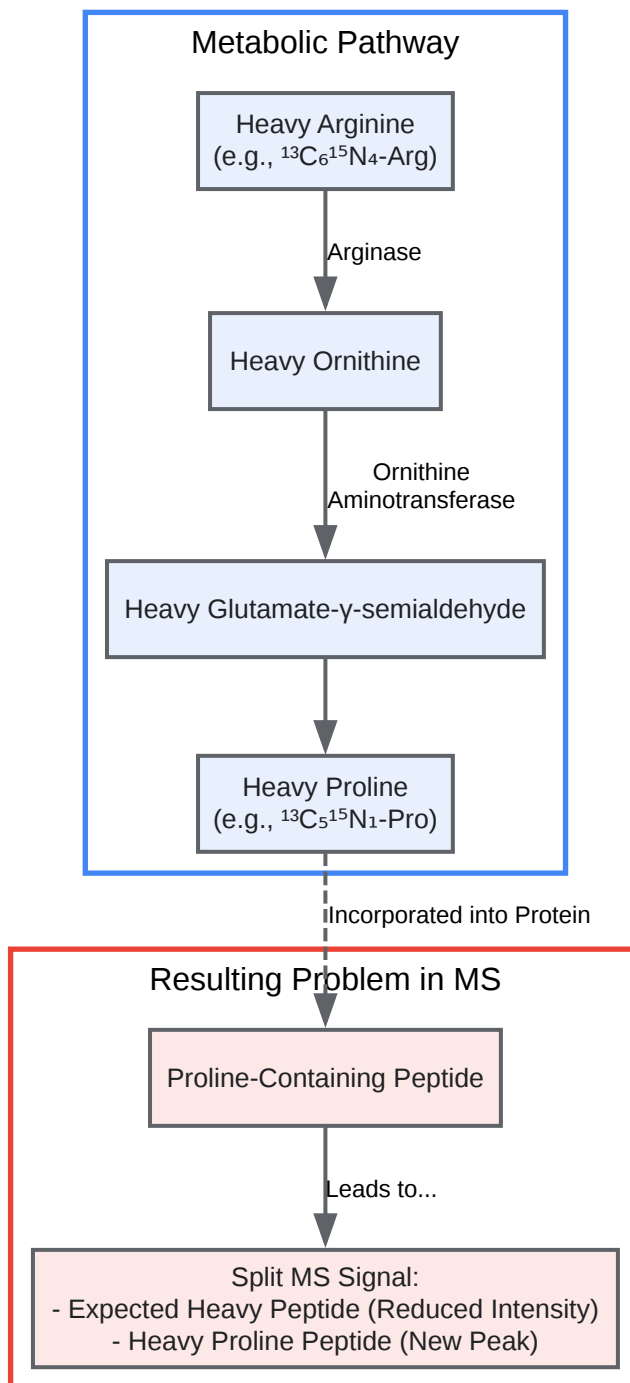 Metabolic Pathway
Heavy Arginine
(e.g., ¹³C₆¹⁵N₄-Arg)
Arginase
Heavy Ornithine
Ornithine
Aminotransferase
Heavy Glutamate-γ-semialdehyde
Heavy Proline
(e.g., ¹³C₅¹⁵N₁-Pro)
Incorporated into Protein
Resulting Problem in MS
Proline-Containing Peptide
Leads to...
Split MS Signal:
- Expected Heavy Peptide (Reduced Intensity)
- Heavy Proline Peptide (New Peak)